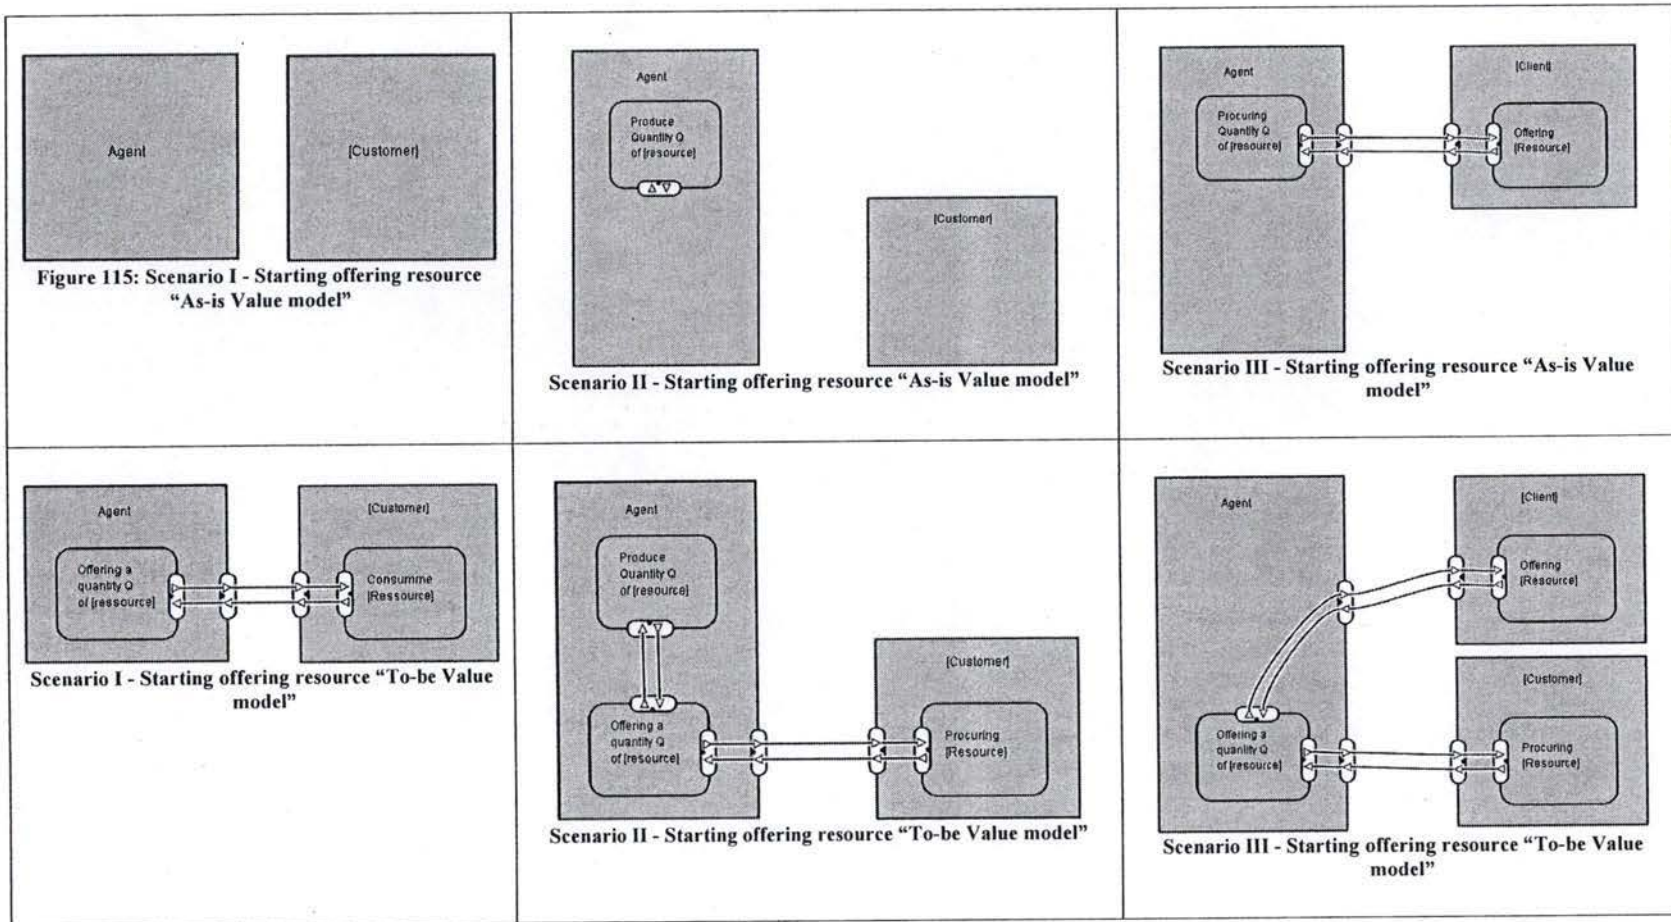 Agent
[Customer]
Figure 115: Scenario I - Starting offering resource
“As-is Value model”
Agent
Produce
Quantity Q
of [resource]
[Customer]
Scenario II - Starting offering resource “As-is Value model”
Agent
Procuring
Quantity Q
of [resource]
[Client]
Offering
[Resource]
Scenario III - Starting offering resource “As-is Value
model”
Agent
Offering a
quantity Q
of [ressource]
[Customer]
Consumme
[Ressource]
Scenario I - Starting offering resource “To-be Value
model”
Agent
Produce
Quantity Q
of [resource]
Offering a
quantity Q
of [resource]
[Customer]
Procuring
[Resource]
Scenario II - Starting offering resource “To-be Value model”
Agent
Offering a
quantity Q
of [resource]
[Client]
Offering
[Resource]
[Customer]
Procuring
[Resource]
Scenario III - Starting offering resource “To-be Value
model”